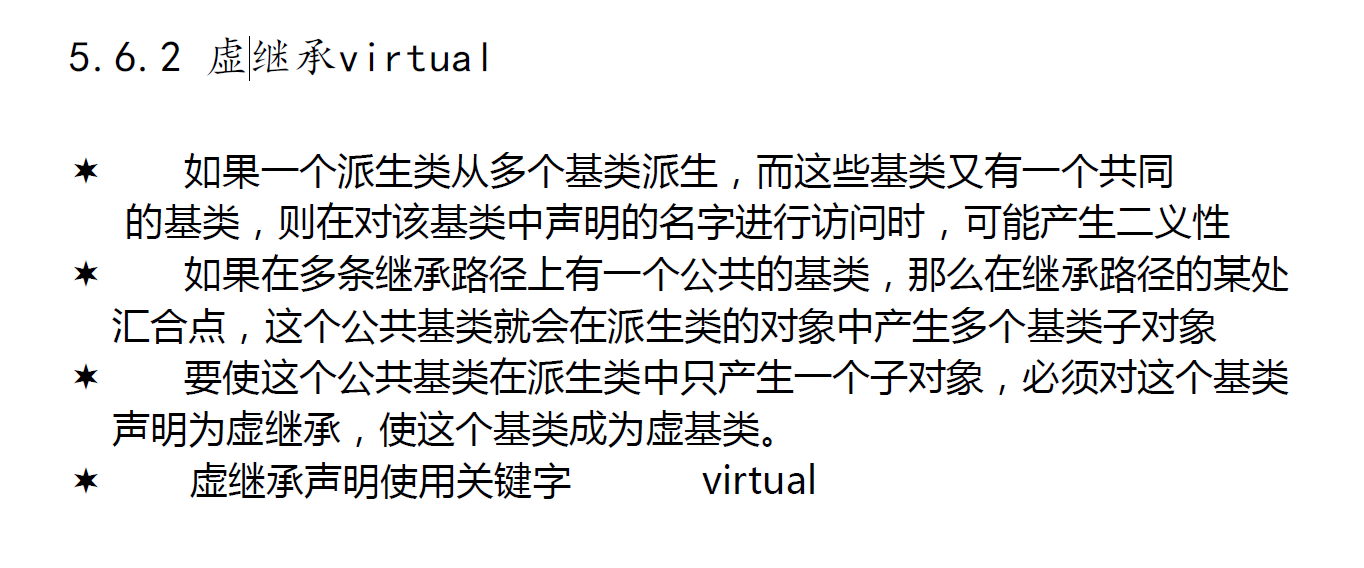 5.6.2 虚继承virtual
✶ 如果一个派生类从多个基类派生，而这些基类又有一个共同
的基类，则在对该基类中声明的名字进行访问时，可能产生二义性
✶ 如果在多条继承路径上有一个公共的基类，那么在继承路径的某处
汇合点，这个公共基类就会在派生类的对象中产生多个基类子对象
✶ 要使这个公共基类在派生类中只产生一个子对象，必须对这个基类
声明为虚继承，使这个基类成为虚基类。
✶ 虚继承声明使用关键字 virtual